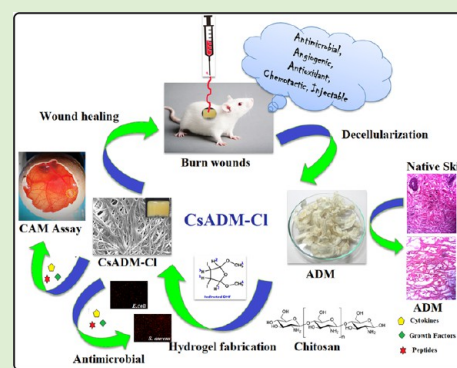 Antimicrobial,
Angiogenic,
Antioxidant,
Chemotactic, Injectable
Wound healing
Burn wounds
Decellularization
Native Skin
CAM Assay
CsADM-Cl
CsADM-Cl
ADM
ADM
E.coli
S. aureus
Antimicrobial
Hydrogel fabrication
Chitosan
Cytokines
Growth Factors
Peptides